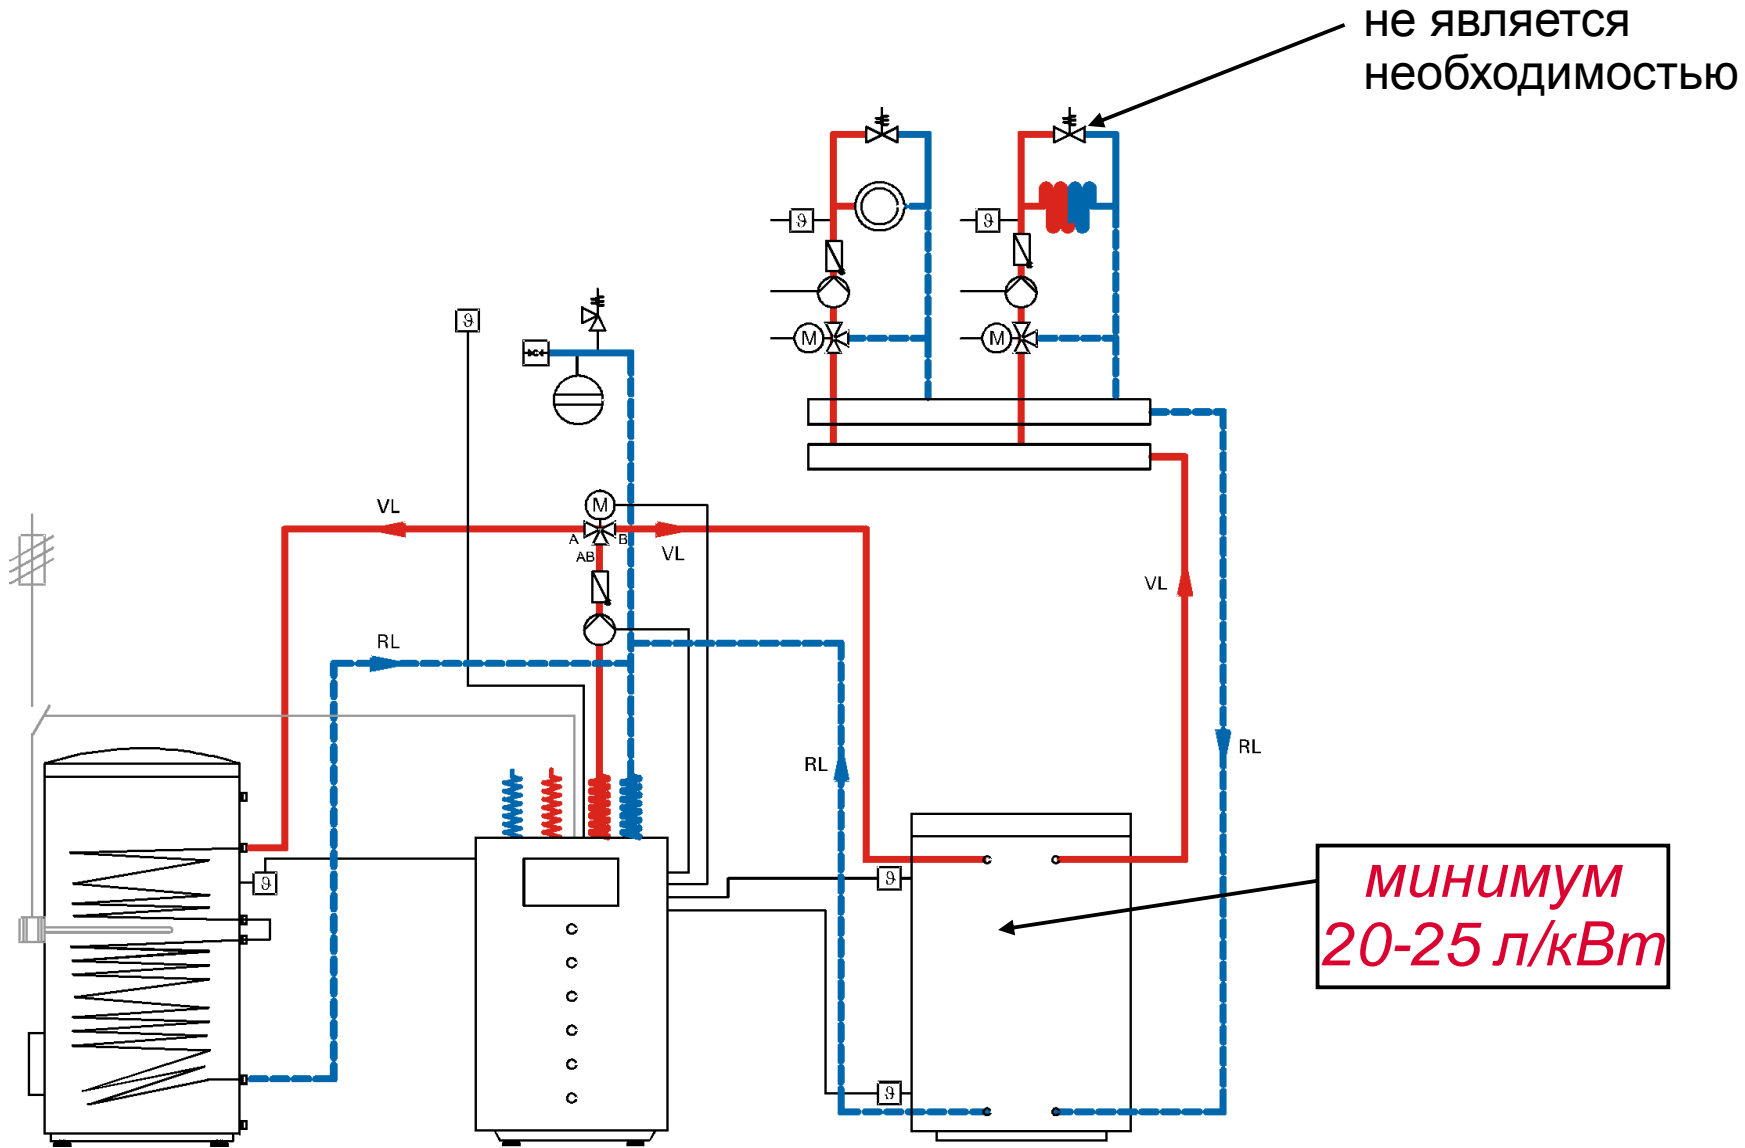 не является
необходимостью
ϑ
ϑ
M
M
ϑ
M
VL
A
B
AB
VL
VL
RL
RL
RL
ϑ
ϑ
минимум
20-25 л/кВт
ϑ